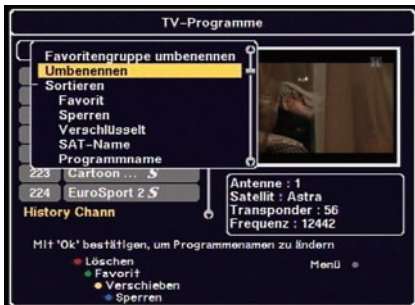 TV-Programme
Favoritengruppe umbenennen
Umbenennen
Sortieren
Favorit
Sperren
Verschlüsselt
SAT-Name
Programmname
223 Cartoon ... $
224 EuroSport 2 $
History Chann
Antenne : 1
Satellit : Astra
Transponder : 56
Frequenz : 12442
Mit 'Ok' bestätigen, um Programmenamen zu ändern
Löschen
Menü
Favorit
Verschieben
Sperren